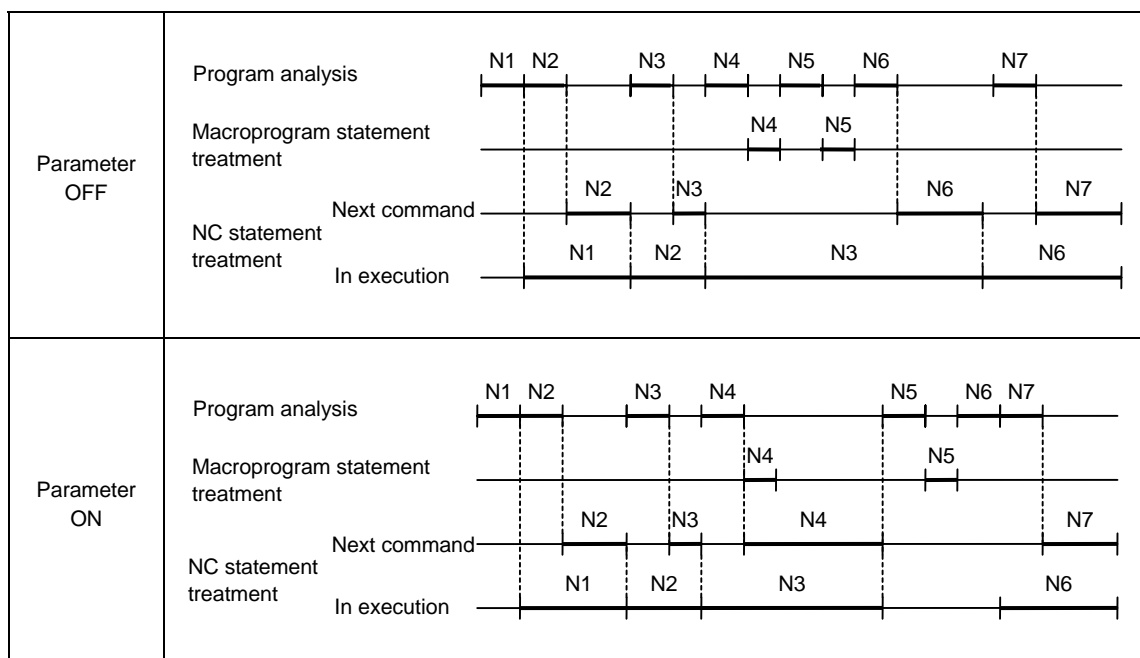 Parameter
OFF
N1 N2 N3 N4 N5 N6 N7
Program analysis
Macroprogram statement
treatment
N4 N5
N2 N3 N6 N7
Next command
NC statement
treatment
N1 N2 N3 N6
In execution
Parameter
ON
N1 N2 N3 N4 N5 N6 N7
Program analysis
Macroprogram statement
treatment
N4 N5
N2 N3 N4 N7
Next command
NC statement
treatment
N1 N2 N3 N6
In execution